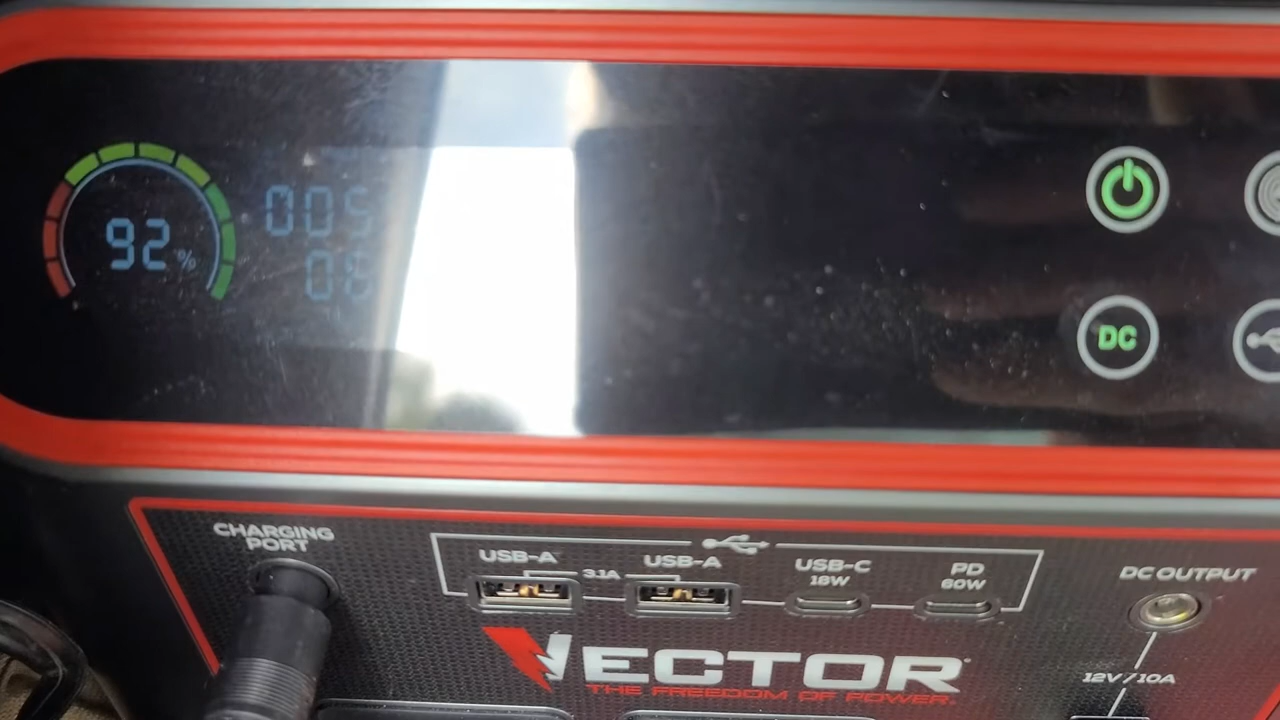 92%
005
DC
CHARGING
PORT
USB-A
USB-A
3.1A
USB-C
18W
PD
60W
DC OUTPUT
VECTOR
THE FREEDOM OF POWER.
12V/10A